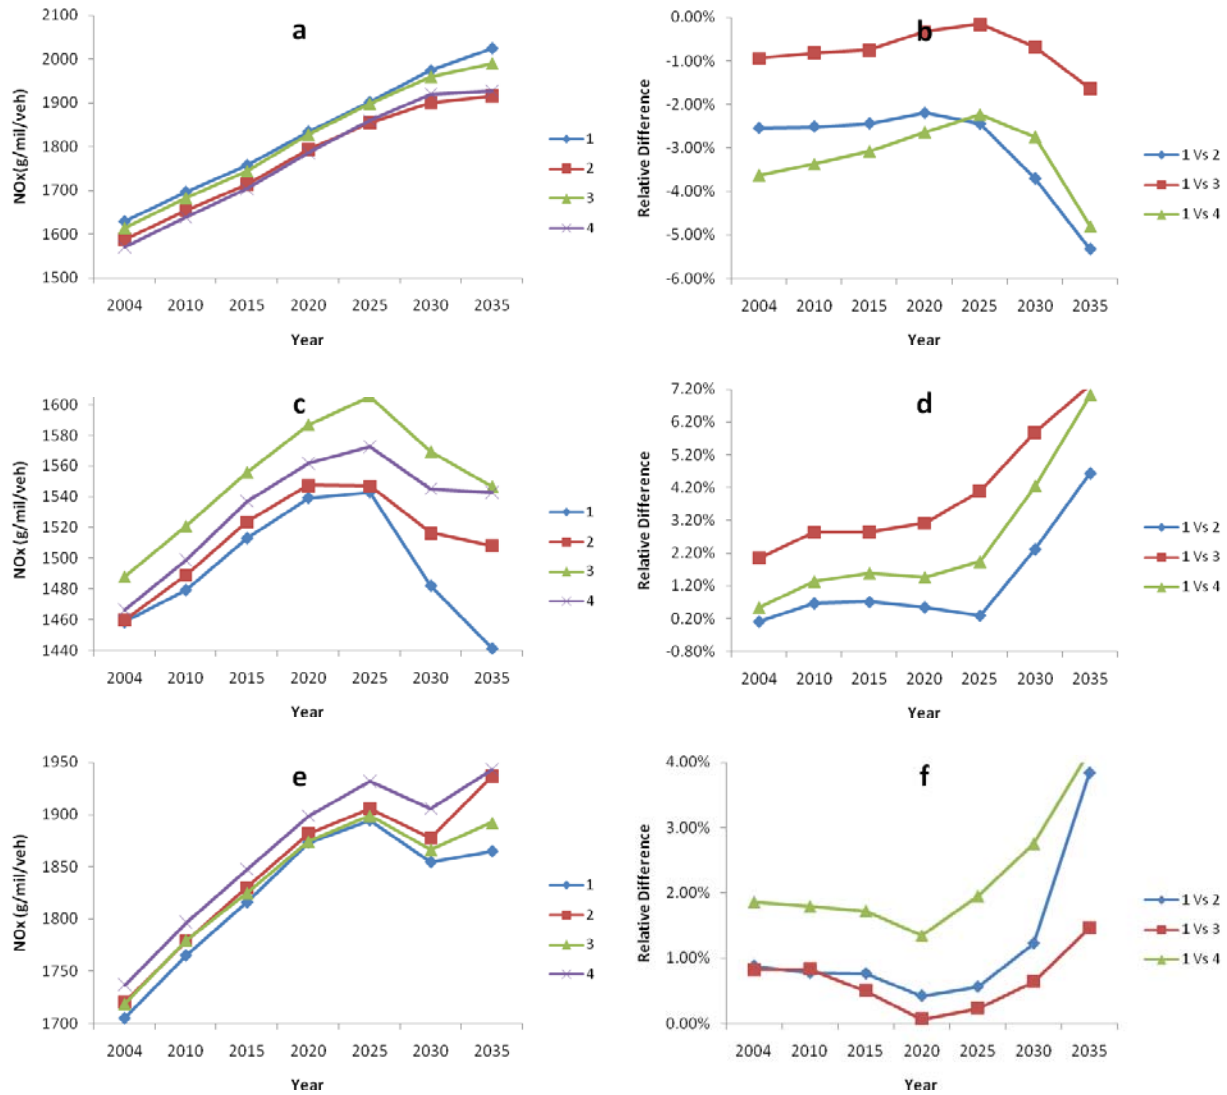 a
2100
2000
1900
1800
1700
1600
1500
NOx(g/mil/veh)
2004 2010 2015 2020 2025 2030 2035
Year
1
2
3
4
b
0.00%
-1.00%
-2.00%
-3.00%
-4.00%
-5.00%
-6.00%
Relative Difference
2004 2010 2015 2020 2025 2030 2035
Year
1 Vs 2
1 Vs 3
1 Vs 4
c
1600
1580
1560
1540
1520
1500
1480
1460
1440
NOx (g/mil/veh)
2004 2010 2015 2020 2025 2030 2035
Year
1
2
3
4
d
7.20%
6.20%
5.20%
4.20%
3.20%
2.20%
1.20%
0.20%
-0.80%
Relative Difference
2004 2010 2015 2020 2025 2030 2035
Year
1 Vs 2
1 Vs 3
1 Vs 4
e
1950
1900
1850
1800
1750
1700
NOx (g/mil/veh)
2004 2010 2015 2020 2025 2030 2035
Year
1
2
3
4
f
4.00%
3.00%
2.00%
1.00%
0.00%
Relative Difference
2004 2010 2015 2020 2025 2030 2035
Year
1 Vs 2
1 Vs 3
1 Vs 4